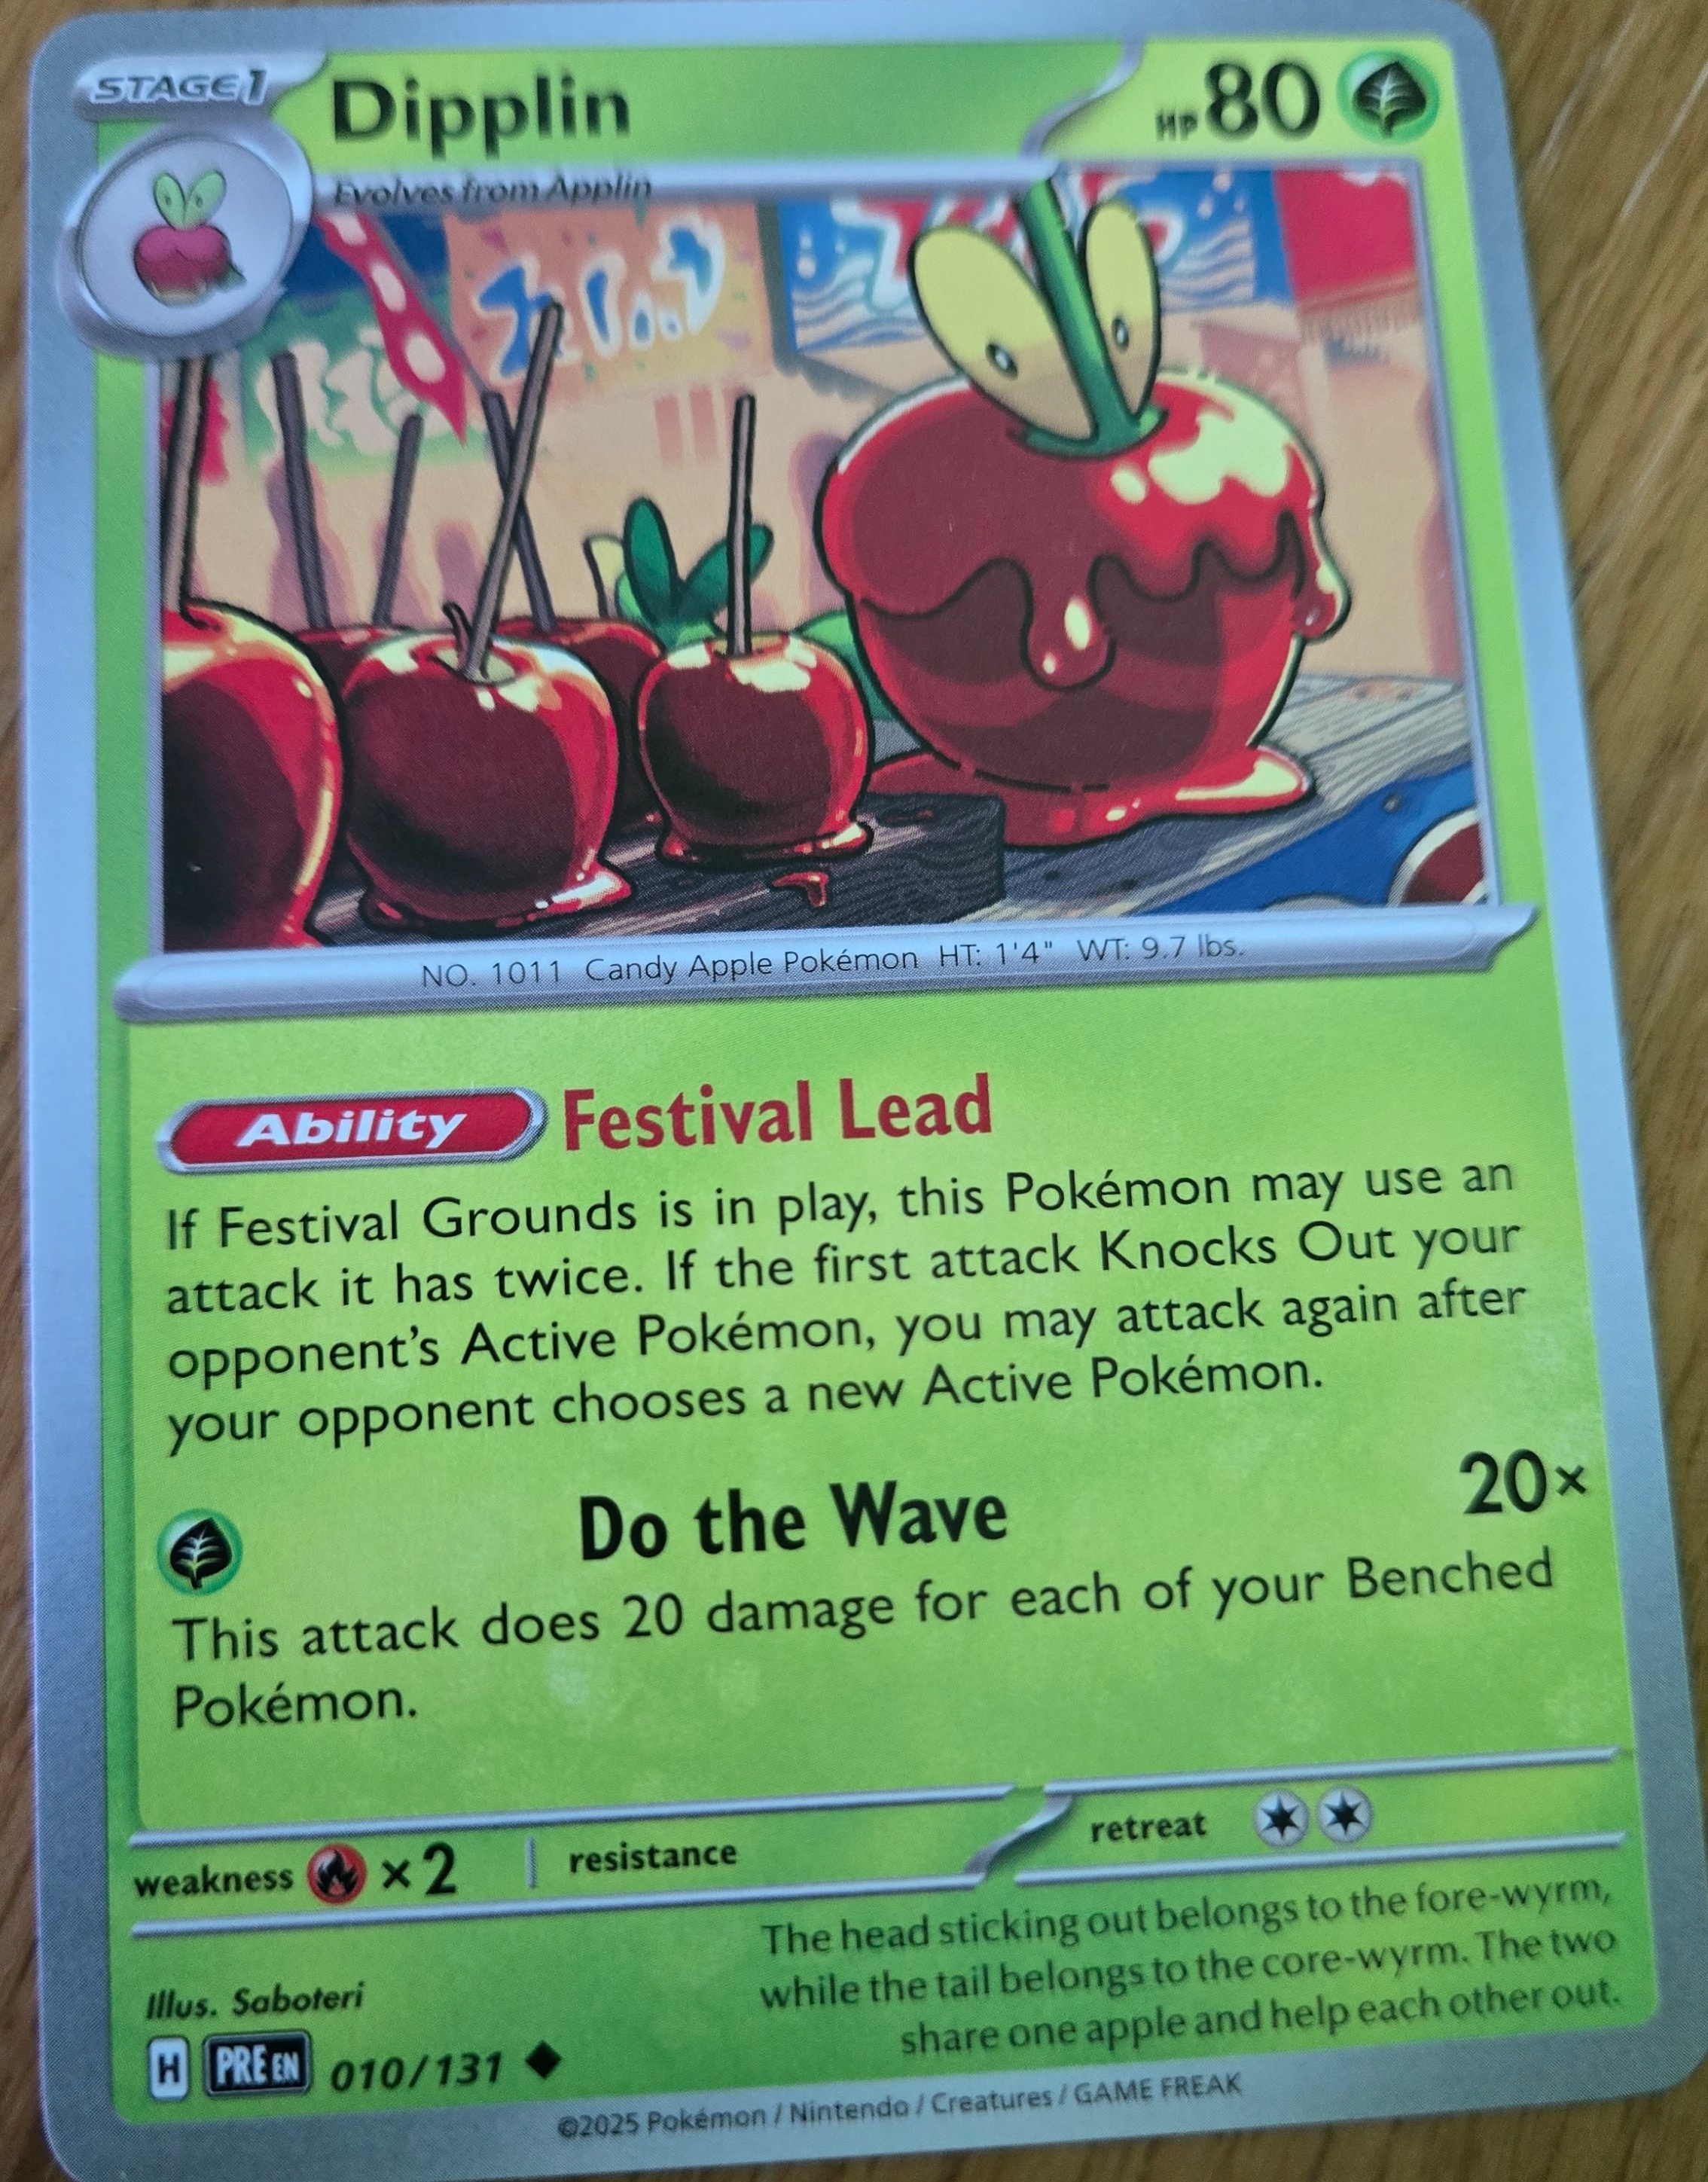 STAGE 1
Dipplin
HP 80
Evolves from Applin
NO. 1011 Candy Apple Pokémon HT: 1'4" WT: 9.7 lbs.
Ability Festival Lead
If Festival Grounds is in play, this Pokémon may use an
attack it has twice. If the first attack Knocks Out your
opponent's Active Pokémon, you may attack again after
your opponent chooses a new Active Pokémon.
Do the Wave 20×
This attack does 20 damage for each of your Benched
Pokémon.
weakness ×2 resistance retreat
The head sticking out belongs to the fore-wyrm,
while the tail belongs to the core-wyrm. The two
share one apple and help each other out.
Illus. Saboteri
H PRE EN 010/131
©2025 Pokémon / Nintendo / Creatures / GAME FREAK